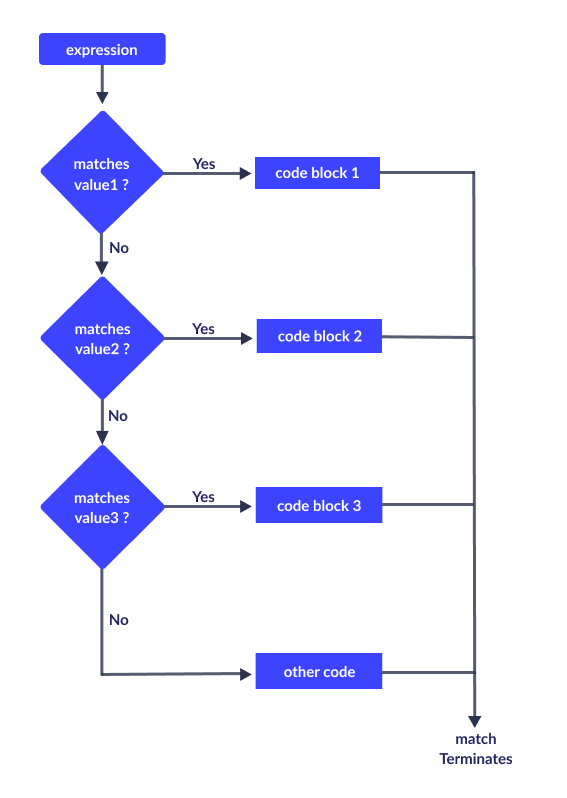 expression
matches
value1 ?
Yes
code block 1
No
matches
value2 ?
Yes
code block 2
No
matches
value3 ?
Yes
code block 3
No
other code
match
Terminates